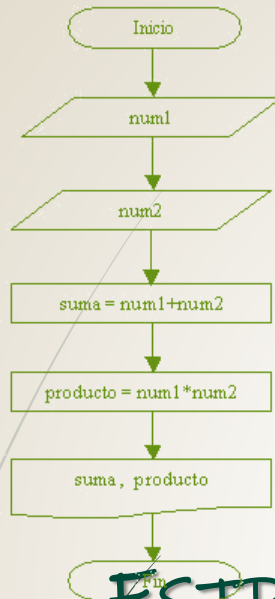 Inicio
num1
num2
suma = num1+num2
producto = num1*num2
suma , producto
Fin